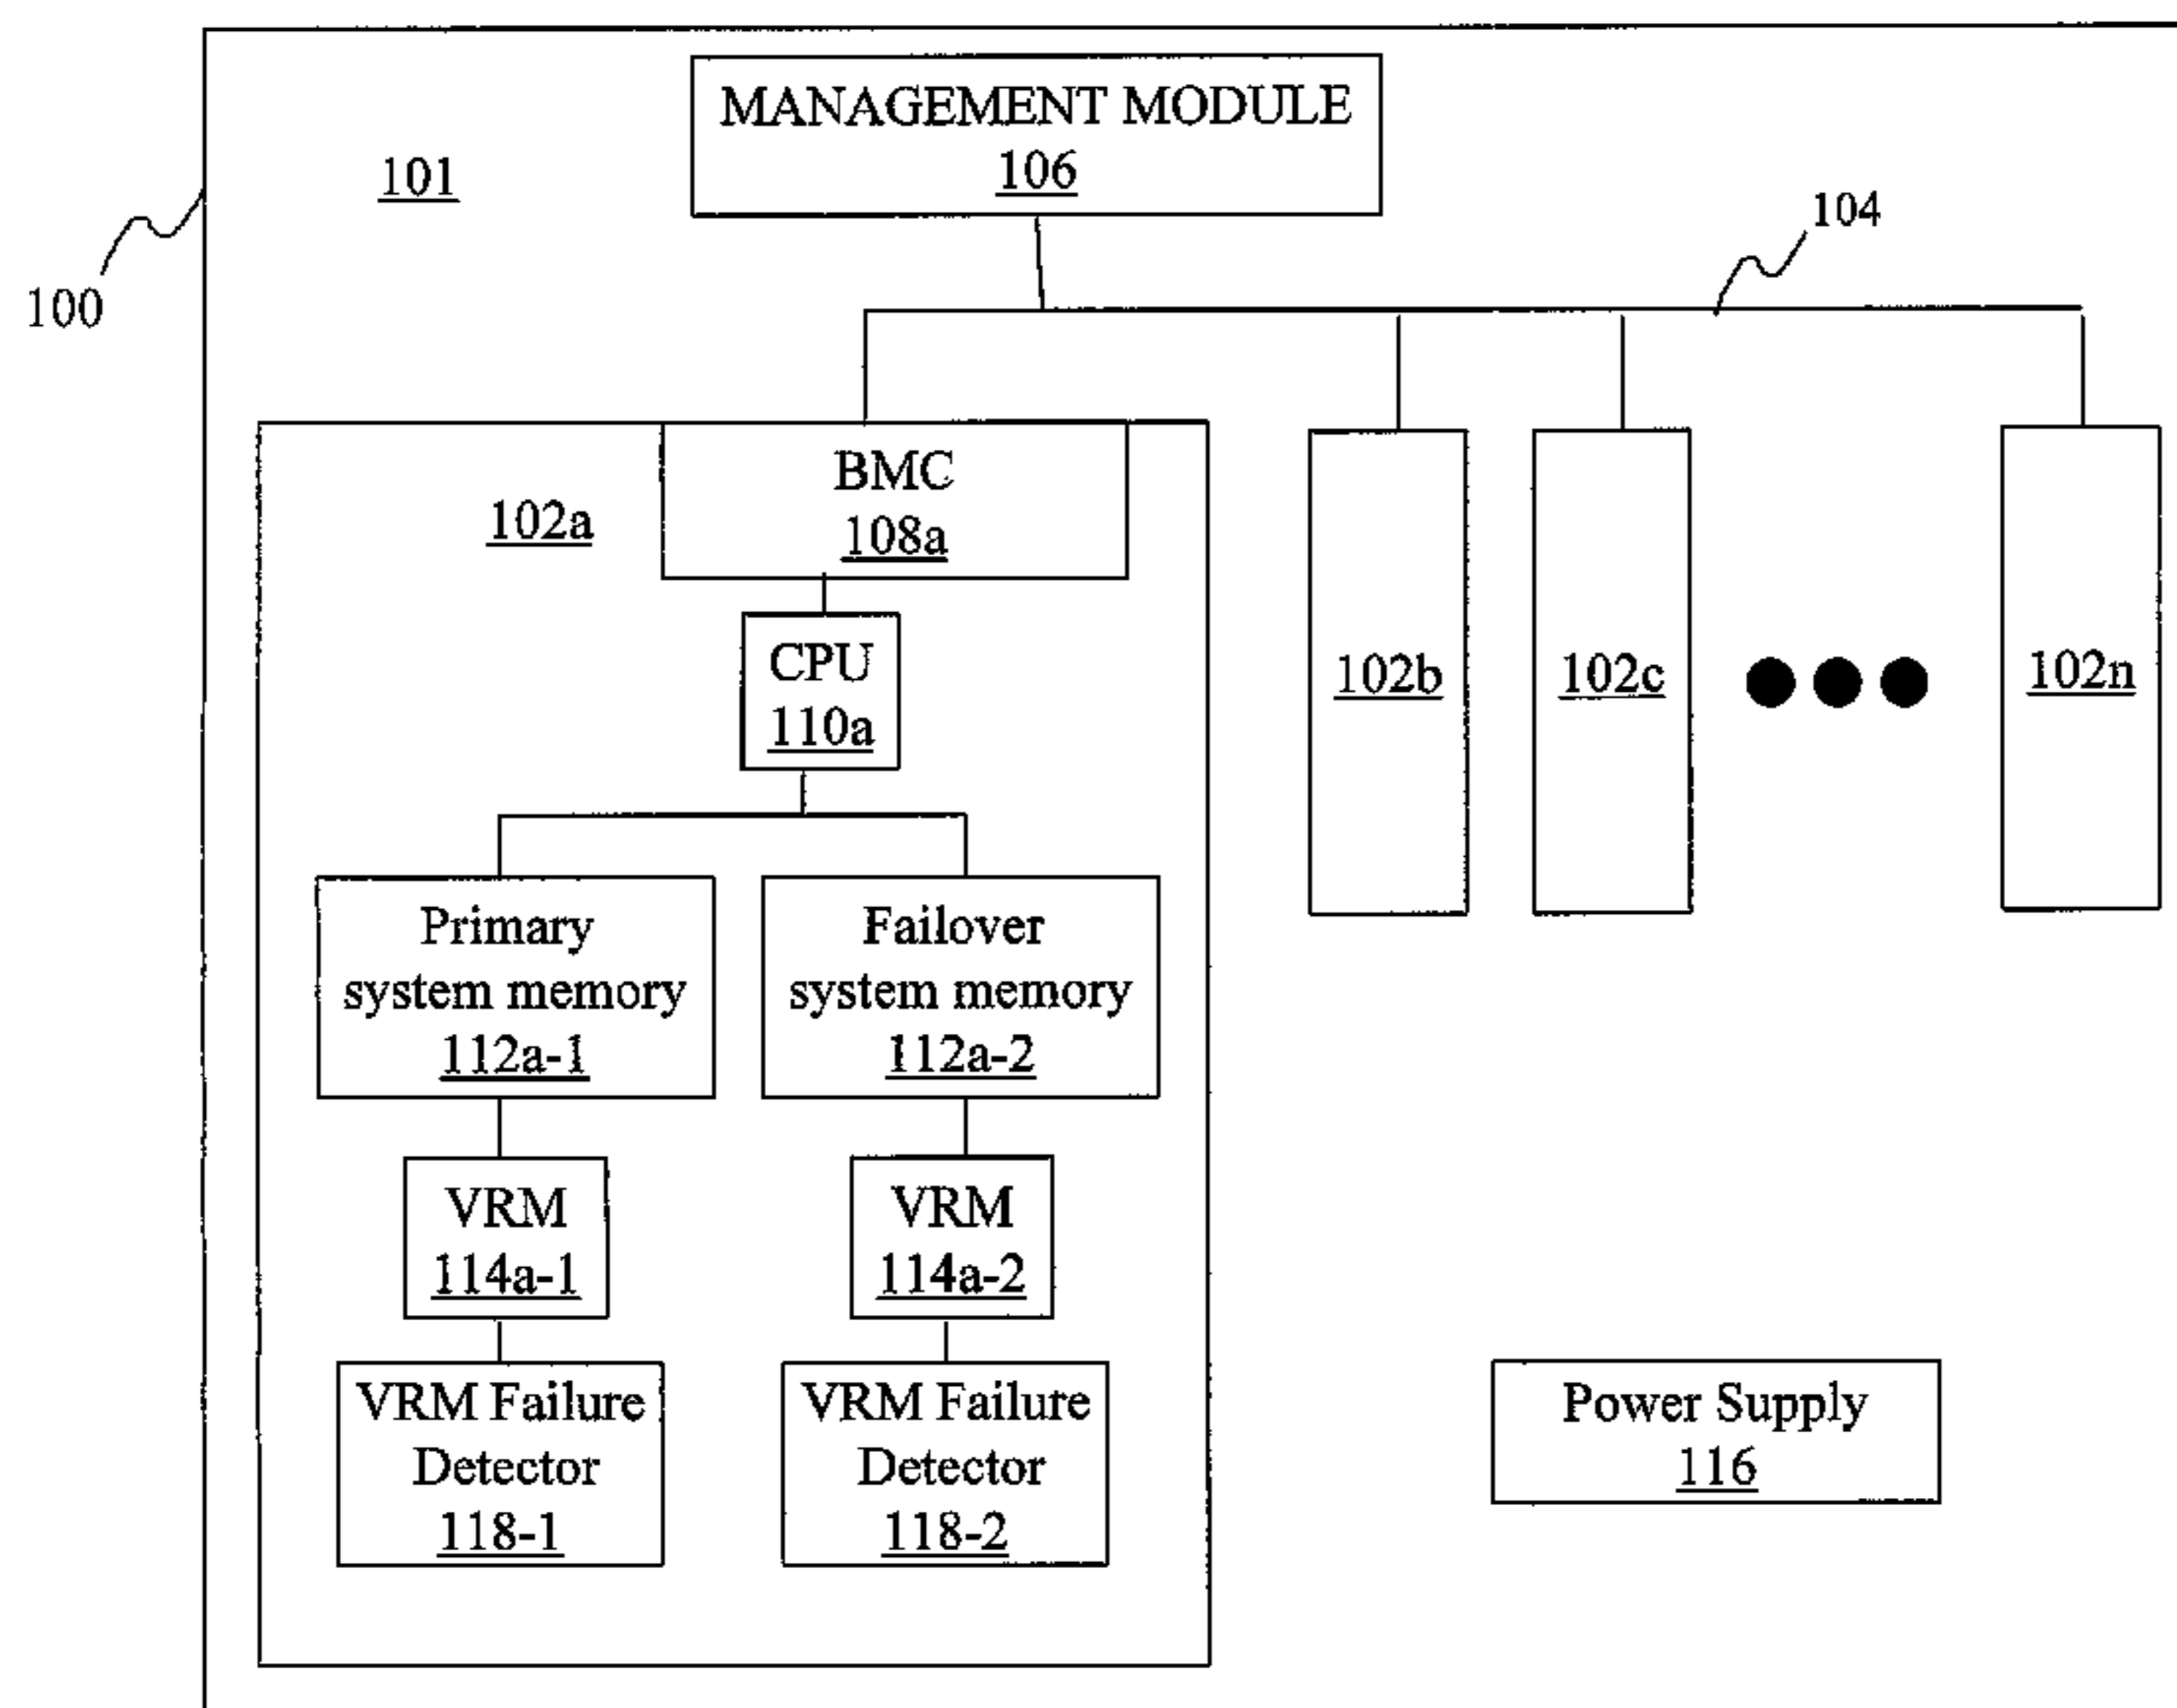 MANAGEMENT MODULE
106
101
104
100
BMC
108a
102a
CPU
110a
102b
102c
102n
Primary
system memory
112a-1
Failover
system memory
112a-2
VRM
114a-1
VRM
114a-2
VRM Failure
Detector
118-1
VRM Failure
Detector
118-2
Power Supply
116